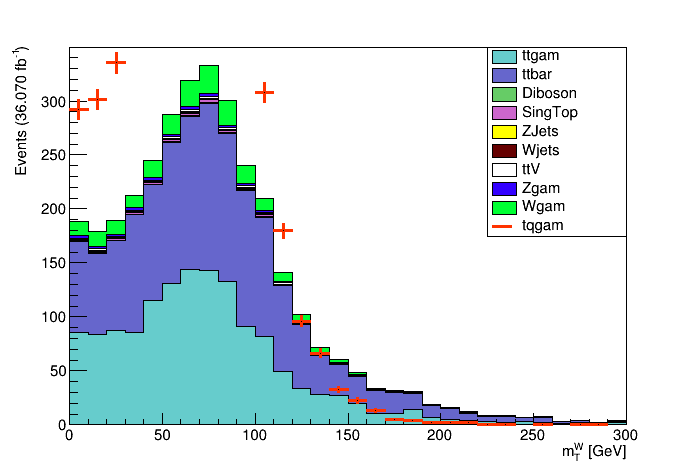 Events (36.070 fb⁻¹)
350
300
250
200
150
100
50
0
0 50 100 150 200 250 300
m_T^W [GeV]
ttgam
ttbar
Diboson
SingTop
ZJets
Wjets
ttV
Zgam
Wgam
tqgam